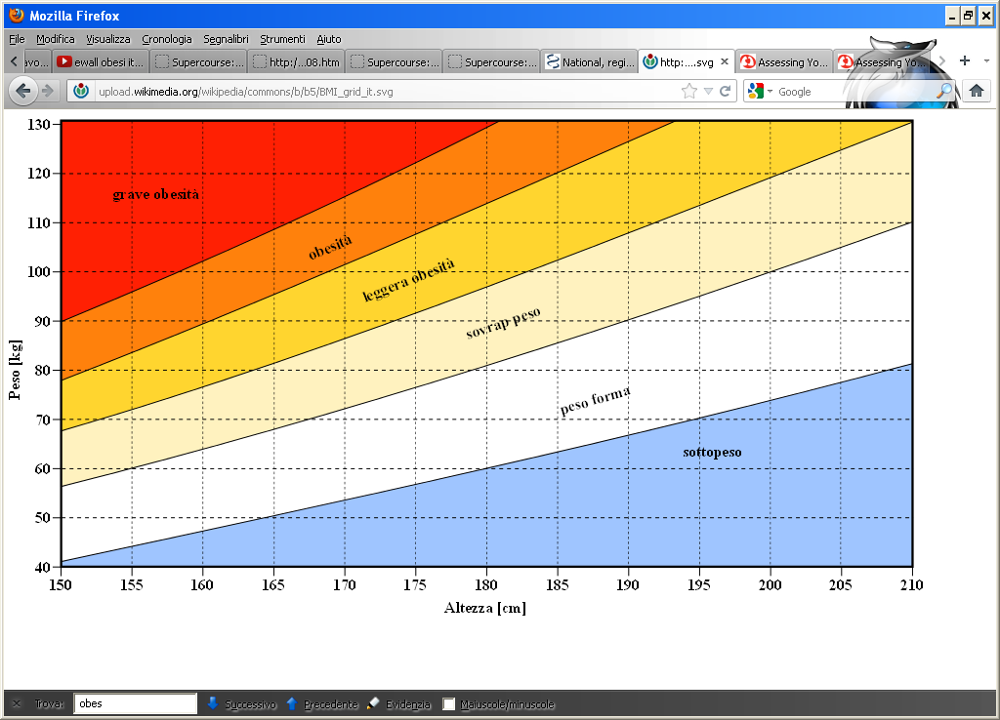 Mozilla Firefox
File Modifica Visualizza Cronologia Segnalibri Strumenti Aiuto
avo... ewall obesi it... Supercourse:... http:/...08.htm Supercourse:... Supercourse:... National, regi... http:....svg Assessing Yo... Assessing Yo...
upload.wikimedia.org/wikipedia/commons/b/b5/BMI_grid_it.svg Google
130
120
110
100
90
80
70
60
50
40
Peso [kg]
grave obesità
obesità
leggera obesità
sovrap peso
peso forma
sottopeso
150 155 160 165 170 175 180 185 190 195 200 205 210
Altezza [cm]
Trova: obes Successivo Precedente Evidenzia Maiuscole/minuscole